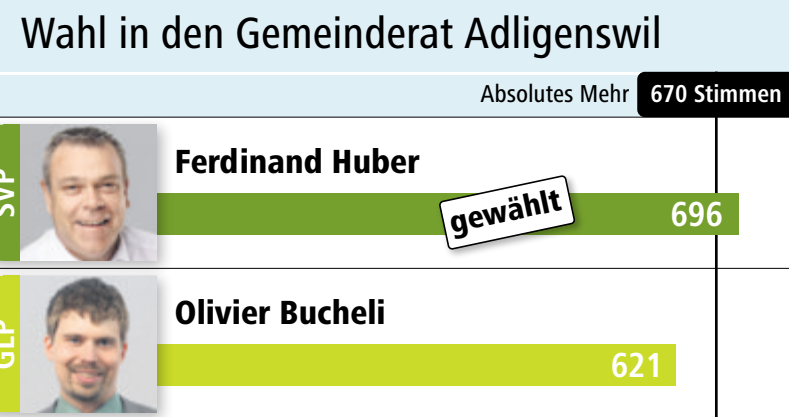 Wahl in den Gemeinderat Adligenswil
Absolutes Mehr 670 Stimmen
SVP
Ferdinand Huber
gewählt
696
GLP
Olivier Bucheli
621